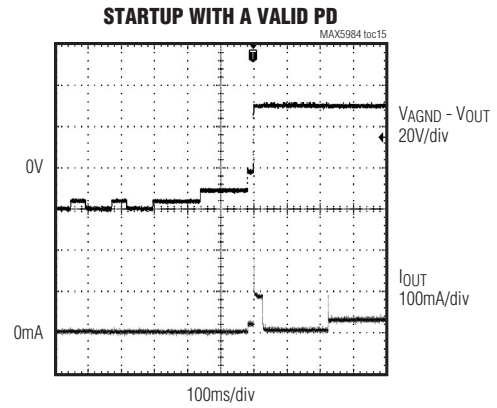 STARTUP WITH A VALID PD
MAX5984 toc15
T
VAGND - VOUT
20V/div
0V
IOUT
100mA/div
0mA
100ms/div